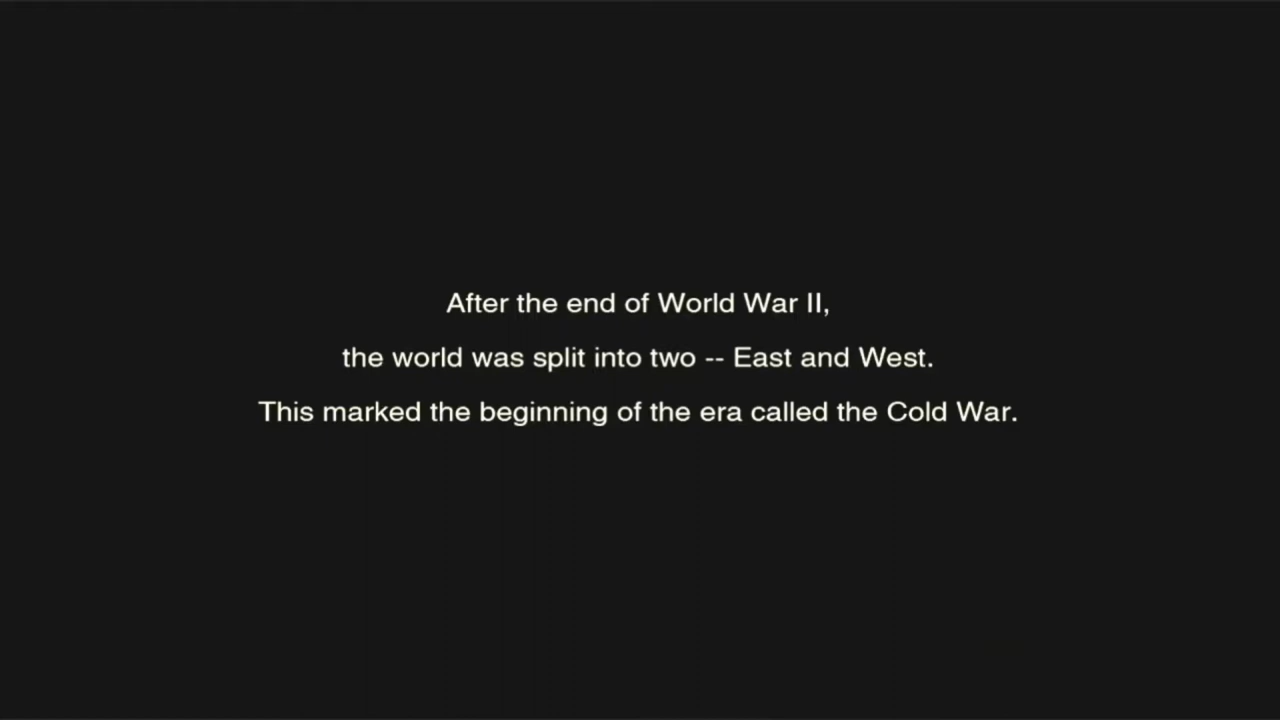 After the end of World War II,
the world was split into two -- East and West.
This marked the beginning of the era called the Cold War.